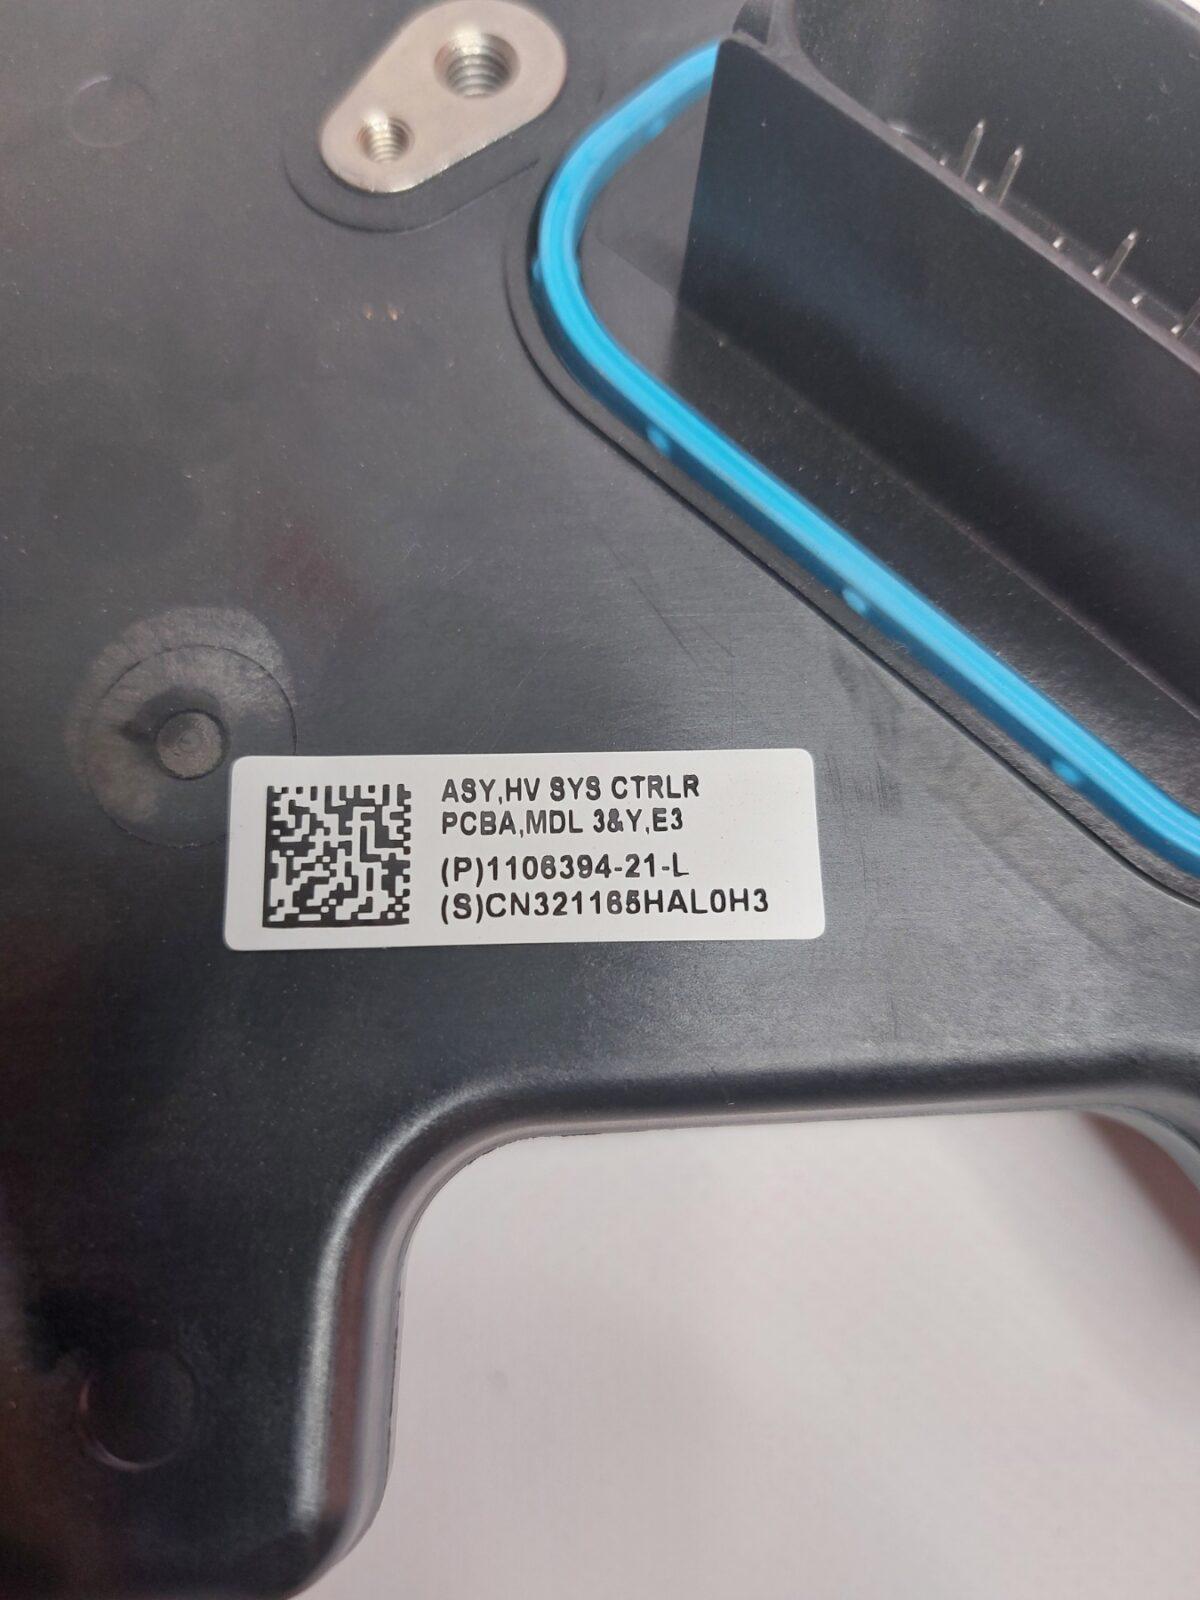 ASY,HV SYS CTRLR
PCBA,MDL 3&Y,E3
(P)1106394-21-L
(S)CN321165HAL0H3